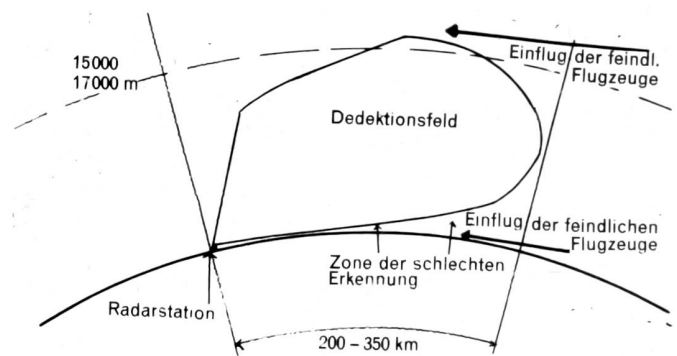 15000
17000 m
Einflug der feindl.
Flugzeuge
Dedektionsfeld
Einflug der feindlichen
Flugzeuge
Zone der schlechten
Erkennung
Radarstation
200 – 350 km